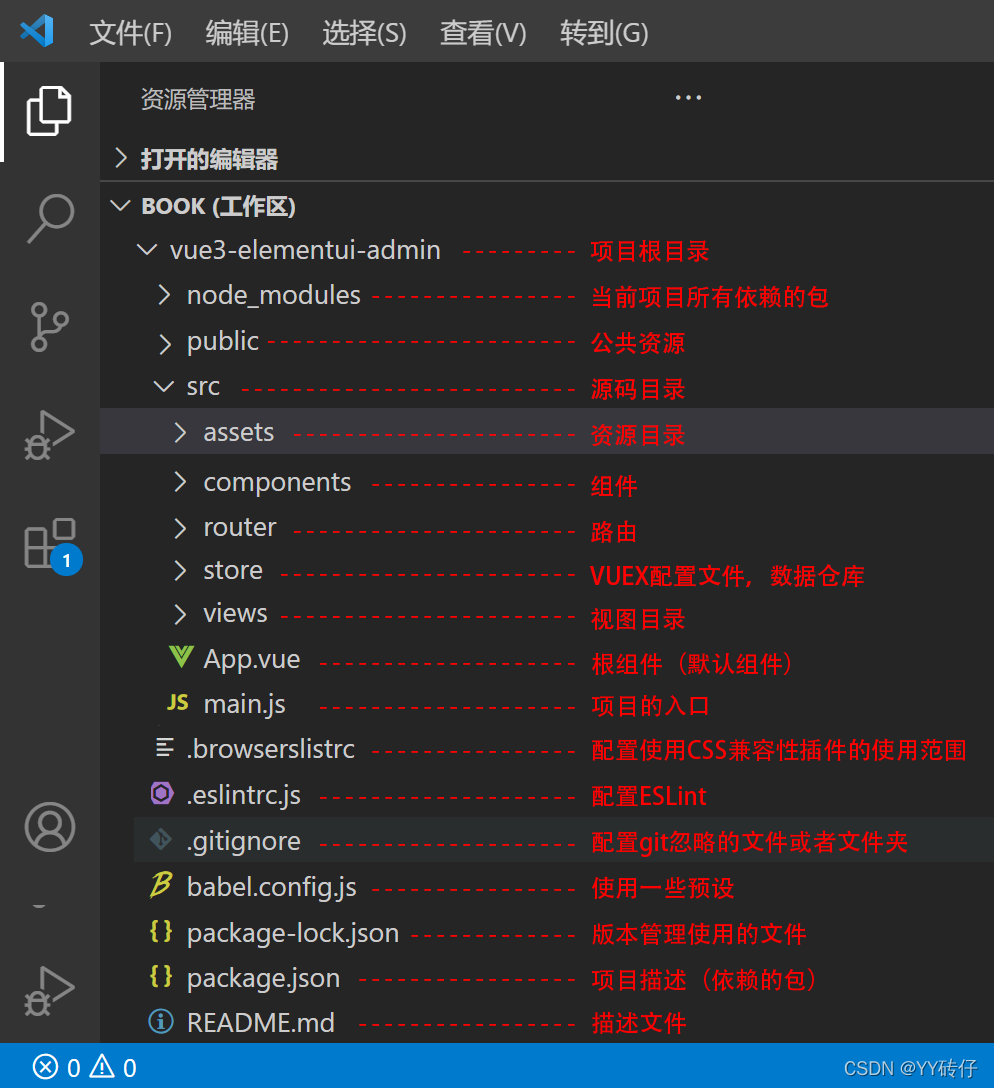 文件(F) 编辑(E) 选择(S) 查看(V) 转到(G)
资源管理器 ···
打开的编辑器
BOOK (工作区)
vue3-elementui-admin --------- 项目根目录
node_modules ---------------- 当前项目所有依赖的包
public ------------------------ 公共资源
src -------------------------- 源码目录
assets ---------------------- 资源目录
components ---------------- 组件
router ---------------------- 路由
store ----------------------- VUEX配置文件，数据仓库
views ----------------------- 视图目录
App.vue -------------------- 根组件（默认组件）
JS main.js -------------------- 项目的入口
.browserslistrc ---------------- 配置使用CSS兼容性插件的使用范围
.eslintrc.js -------------------- 配置ESLint
.gitignore -------------------- 配置git忽略的文件或者文件夹
babel.config.js ---------------- 使用一些预设
{} package-lock.json ------------- 版本管理使用的文件
{} package.json ----------------- 项目描述（依赖的包）
README.md ----------------- 描述文件
1
0 0
CSDN @YY砖仔